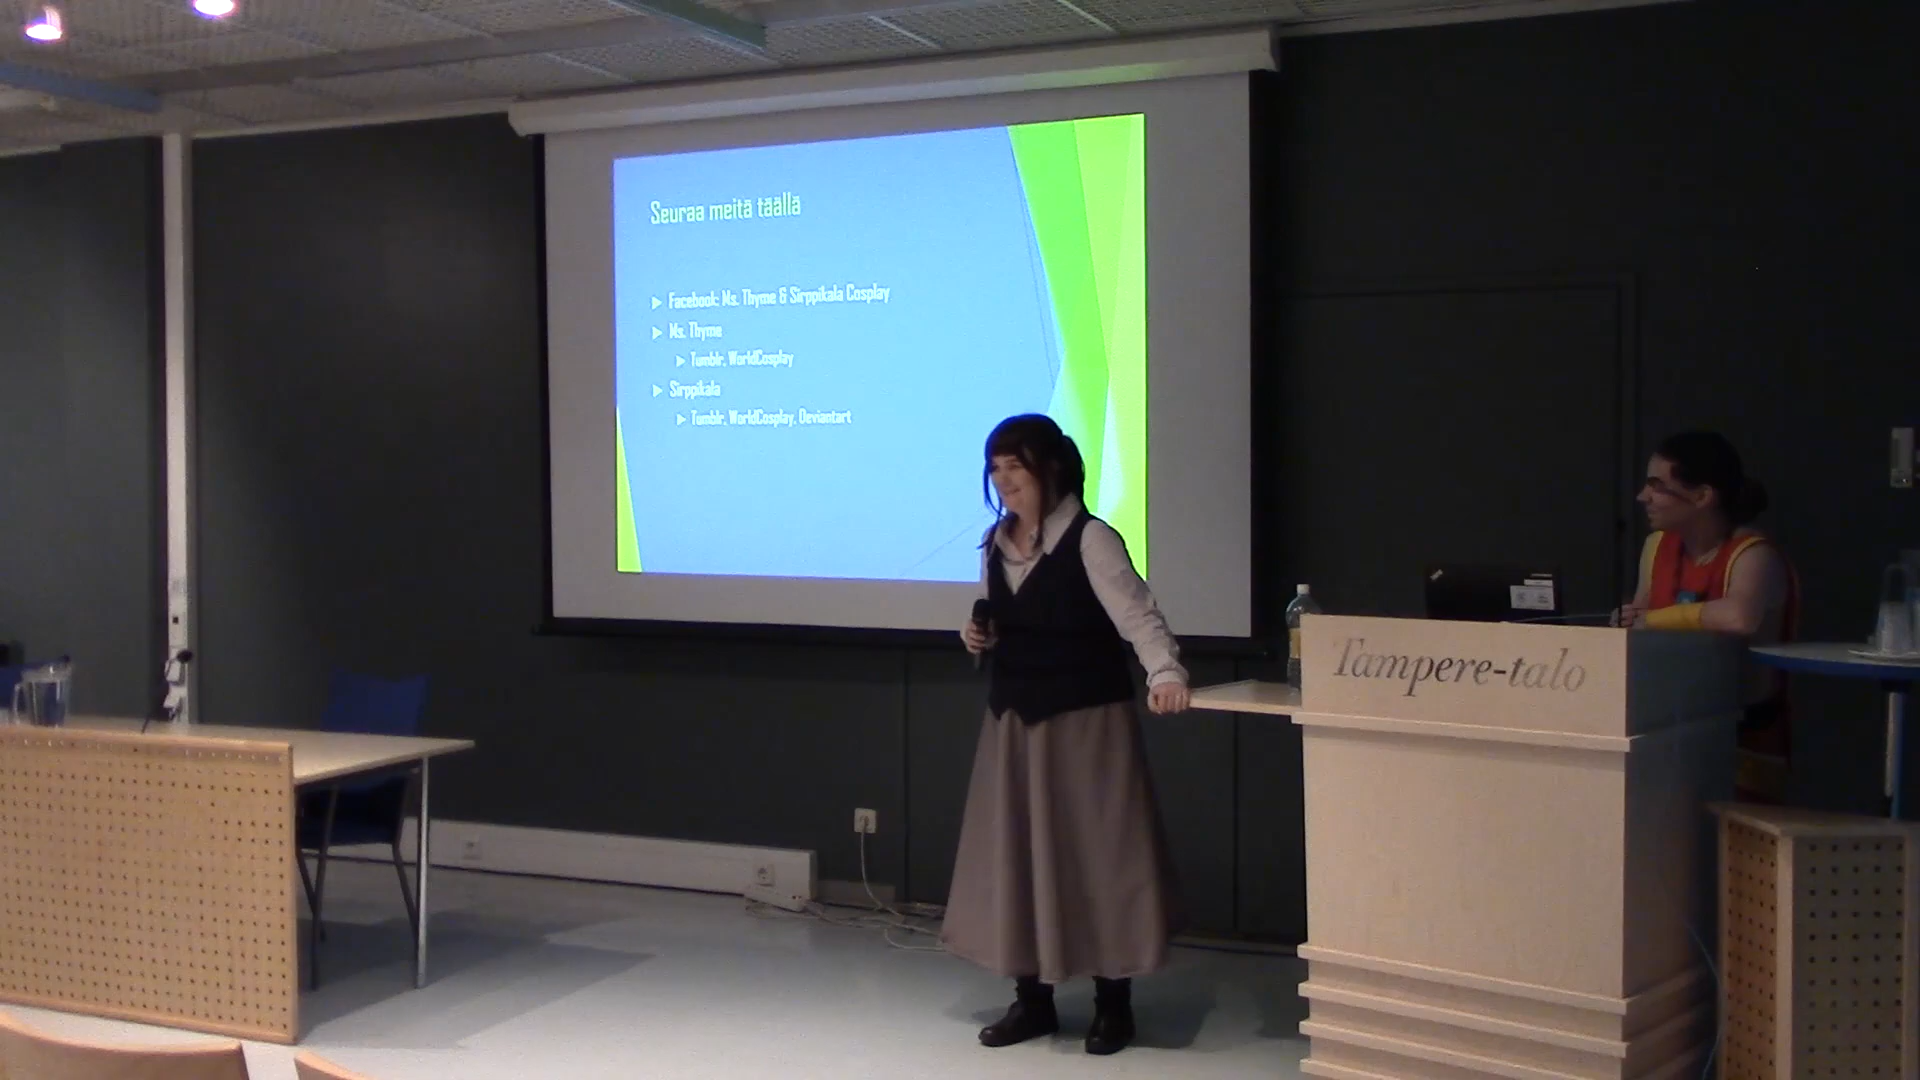 Seuraa meitä täällä
Facebook: Ms. Thyme & Sirppikala Cosplay
Ms. Thyme
Tumblr, WorldCosplay
Sirppikala
Tumblr, WorldCosplay, Deviantart
Tampere-talo